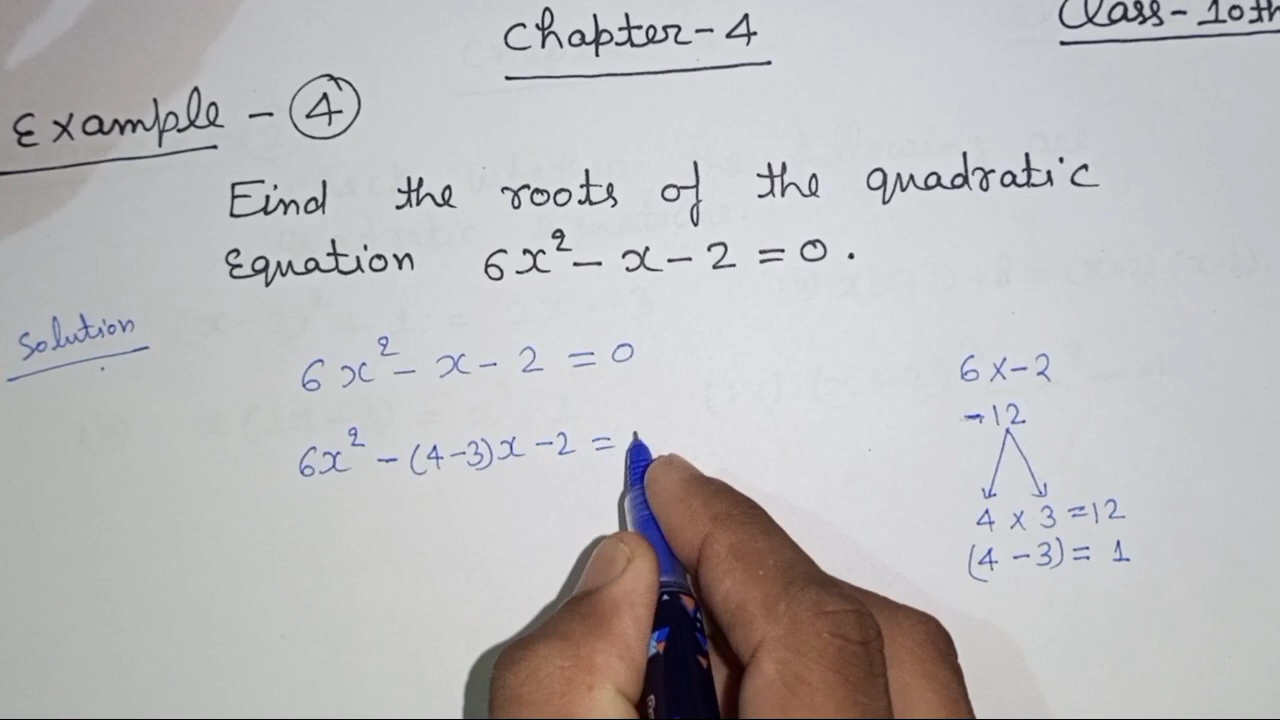 Chapter-4
Class-10th
Example - 4
Find the roots of the quadratic
Equation 6x² - x - 2 = 0.
Solution
6x² - x - 2 = 0
6x² - (4-3)x - 2 =
6 x - 2
-12
4 x 3 = 12
(4 - 3) = 1